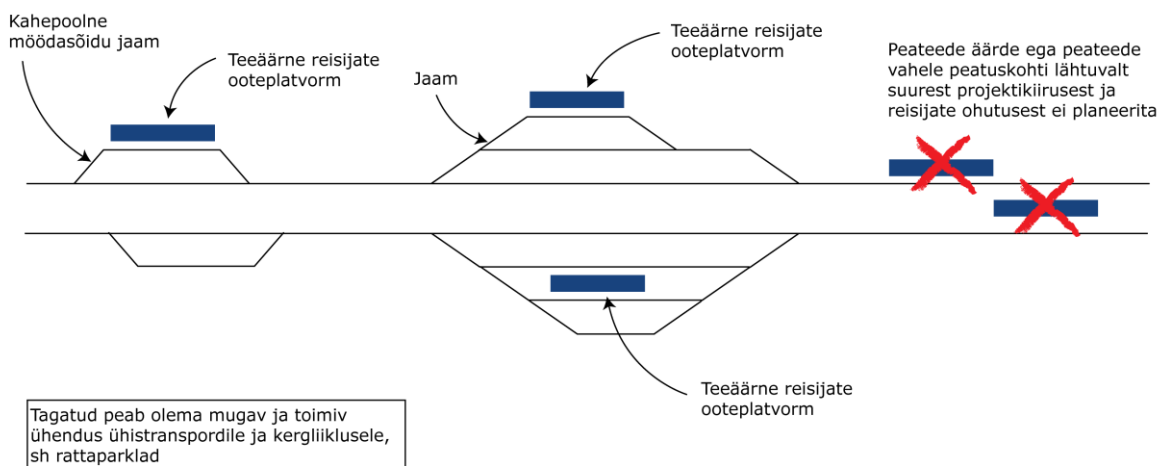 Kahepoolne
möödasõidu jaam
Teeäärne reisijate
ooteplatvorm
Jaam
Teeäärne reisijate
ooteplatvorm
Peateede äärde ega peateede
vahele peatuskohti lähtuvalt
suurest projektikiirusest ja
reisijate ohutusest ei planeerita
Teeäärne reisijate
ooteplatvorm
Tagatud peab olema mugav ja toimiv
ühendus ühistranspordile ja kergliiklusele,
sh rattaparklad